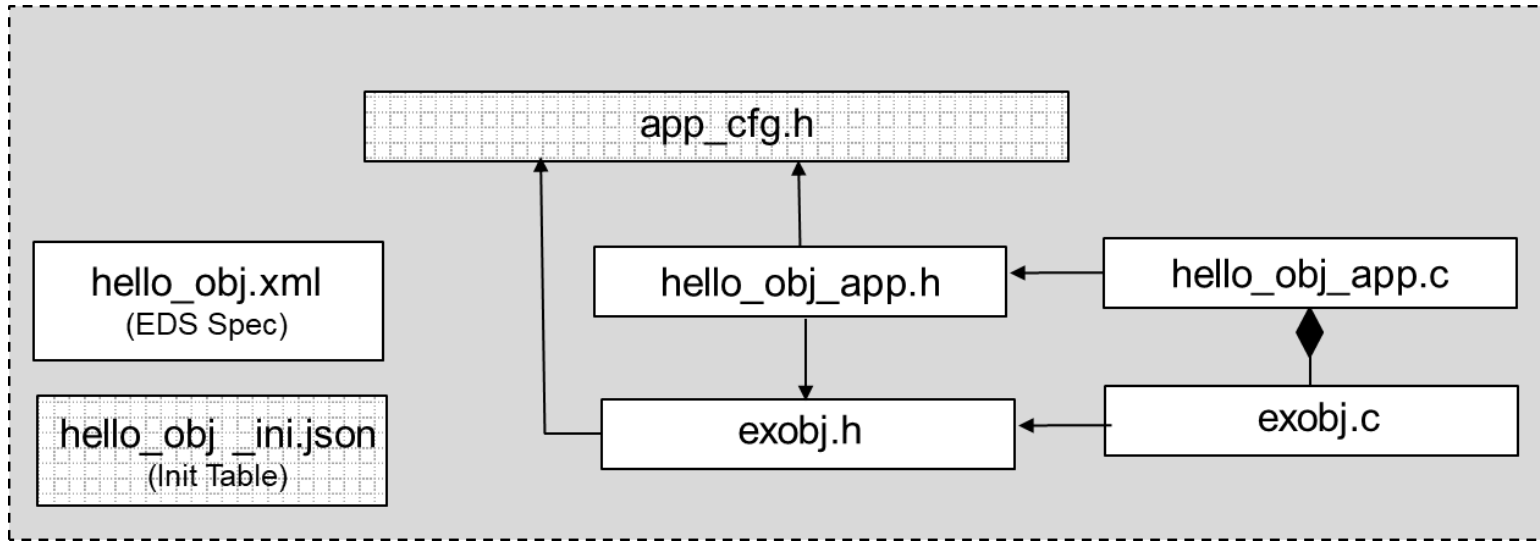 app_cfg.h
hello_obj.xml
(EDS Spec)
hello_obj_app.h
hello_obj_app.c
hello_obj _ini.json
(Init Table)
exobj.h
exobj.c